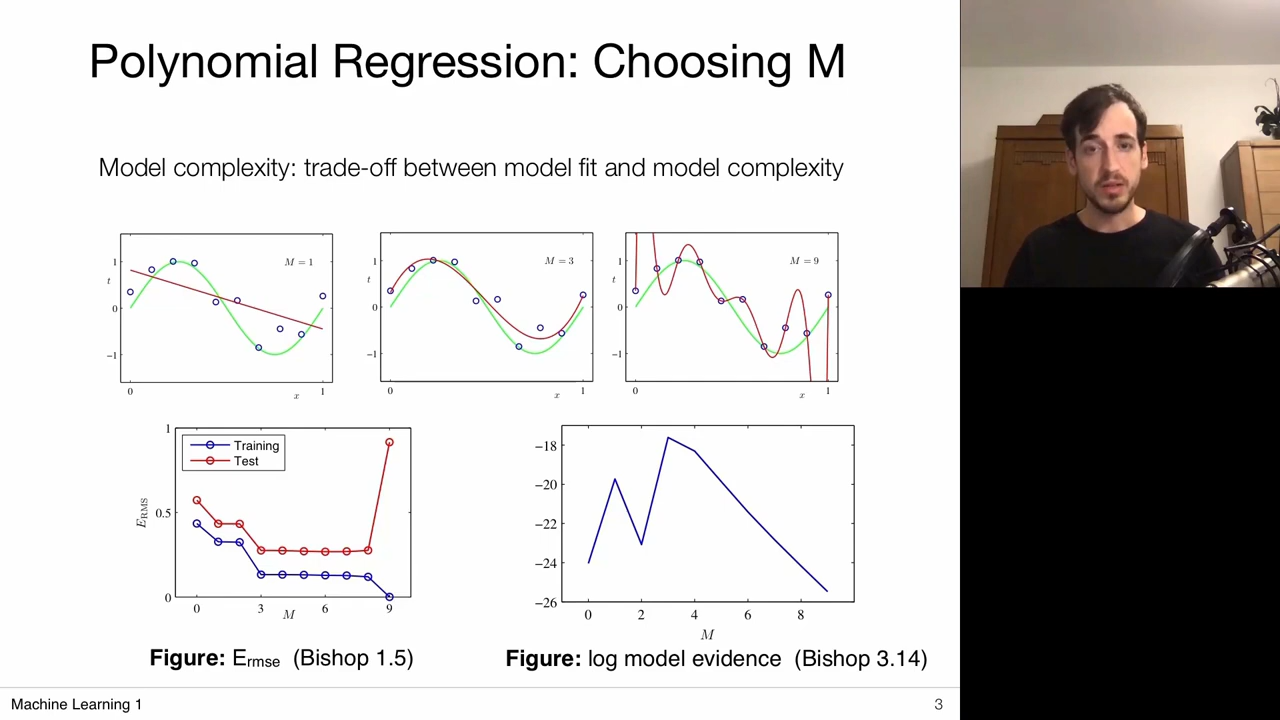 Polynomial Regression: Choosing M
Model complexity: trade-off between model fit and model complexity
1
t
0
−1
M = 1
0
x
1
1
t
0
−1
M = 3
0
x
1
1
t
0
−1
M = 9
0
x
1
1
Training
Test
E_RMS
0.5
0
0
3
M
6
9
−18
−20
−22
−24
−26
0
2
4
6
8
M
Figure: Ermse (Bishop 1.5)
Figure: log model evidence (Bishop 3.14)
Machine Learning 1
3